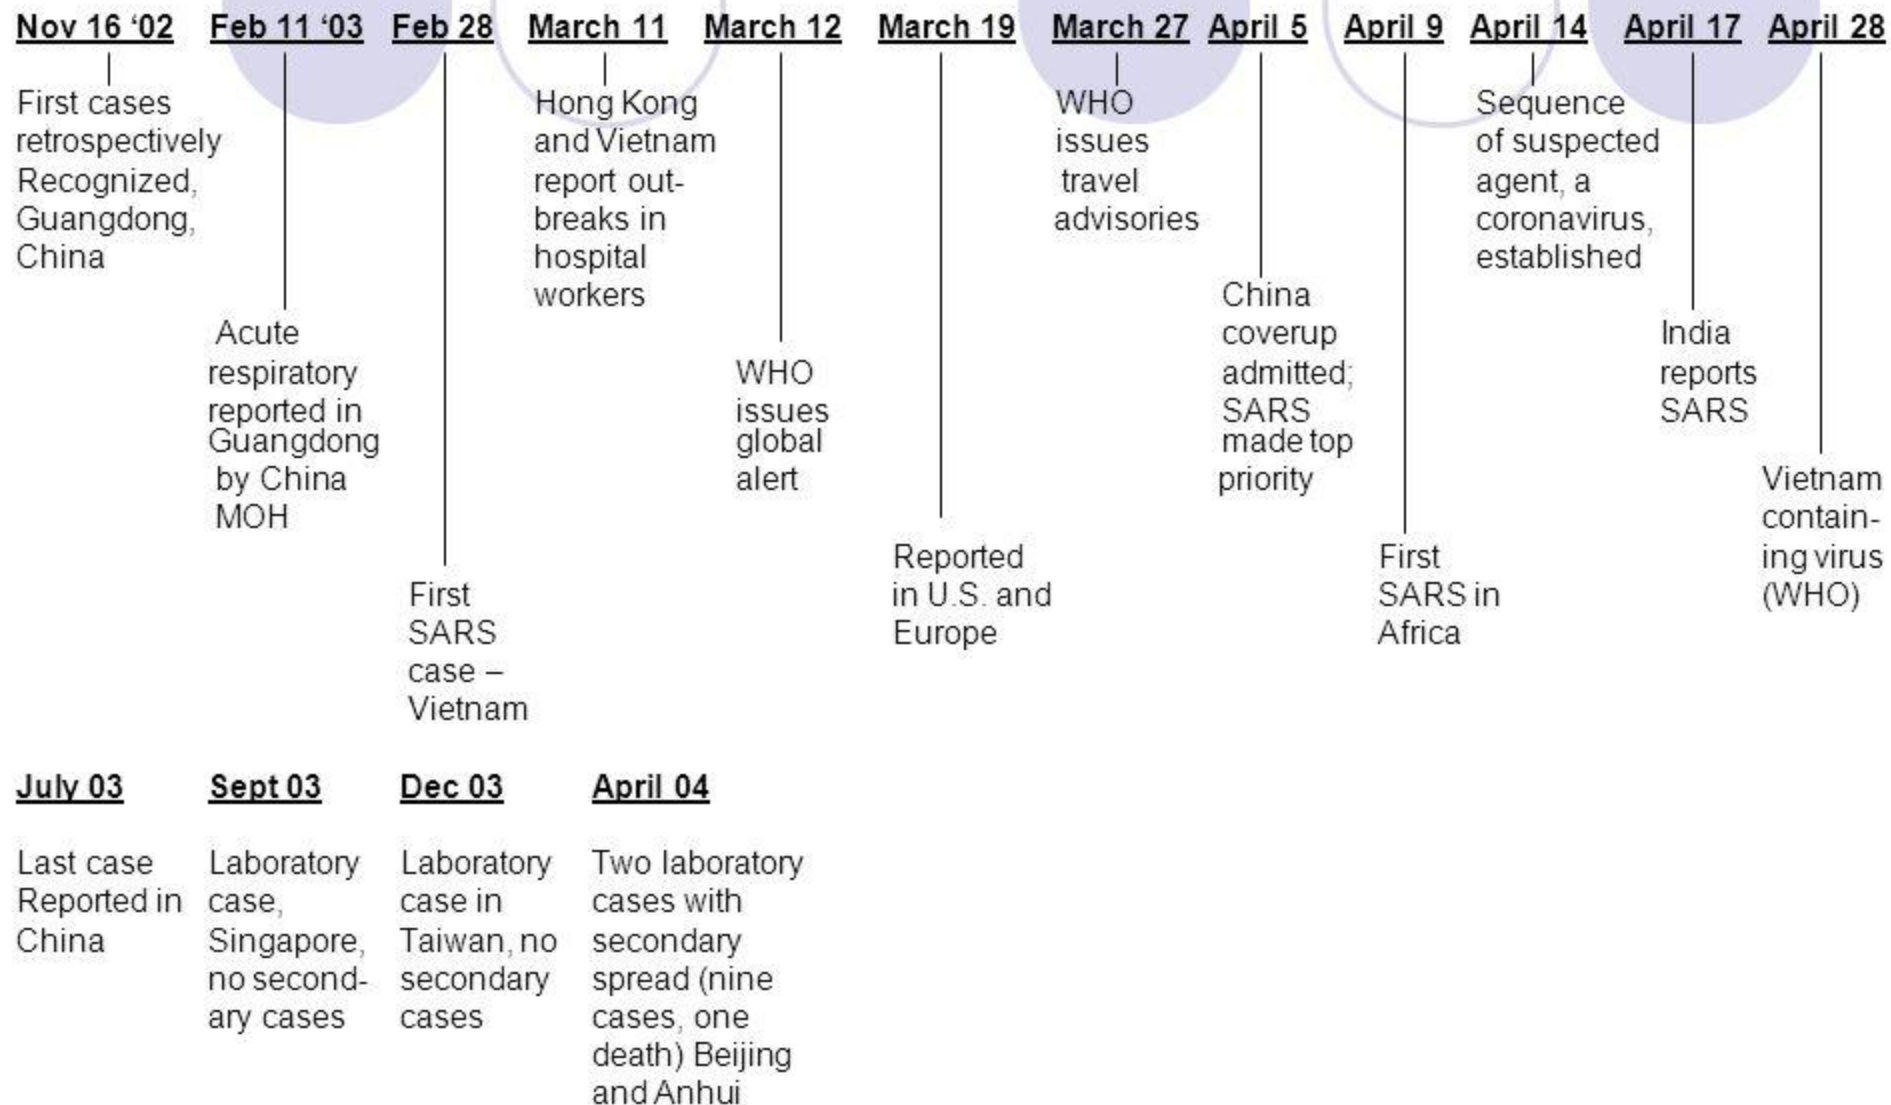 Nov 16 ‘02
First cases
retrospectively
Recognized,
Guangdong,
China
Feb 11 ‘03
Acute
respiratory
reported in
Guangdong
by China
MOH
Feb 28
First
SARS
case –
Vietnam
March 11
Hong Kong
and Vietnam
report out-
breaks in
hospital
workers
March 12
WHO
issues
global
alert
March 19
Reported
in U.S. and
Europe
March 27
WHO
issues
travel
advisories
April 5
China
coverup
admitted;
SARS
made top
priority
April 9
First
SARS in
Africa
April 14
Sequence
of suspected
agent, a
coronavirus,
established
April 17
India
reports
SARS
April 28
Vietnam
contain-
ing virus
(WHO)
July 03
Last case
Reported in
China
Sept 03
Laboratory
case,
Singapore,
no second-
ary cases
Dec 03
Laboratory
case in
Taiwan, no
secondary
cases
April 04
Two laboratory
cases with
secondary
spread (nine
cases, one
death) Beijing
and Anhui